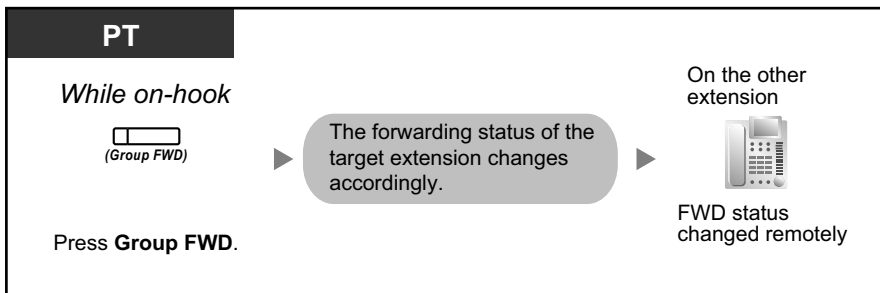 PT
While on-hook
(Group FWD)
Press Group FWD.
The forwarding status of the
target extension changes
accordingly.
On the other
extension
FWD status
changed remotely